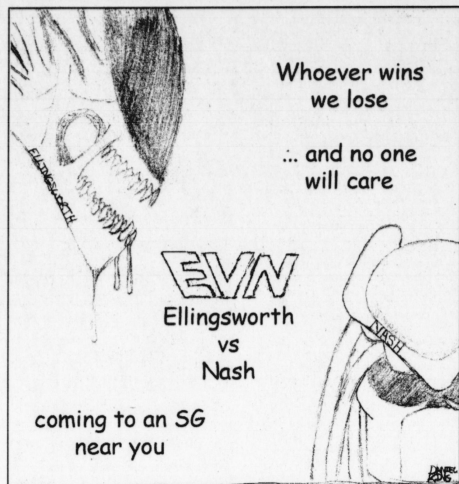 Whoever wins
we lose
... and no one
will care
ELLINGSWORTH
EVN
Ellingsworth
vs
Nash
NASH
coming to an SG
near you
DANIEL